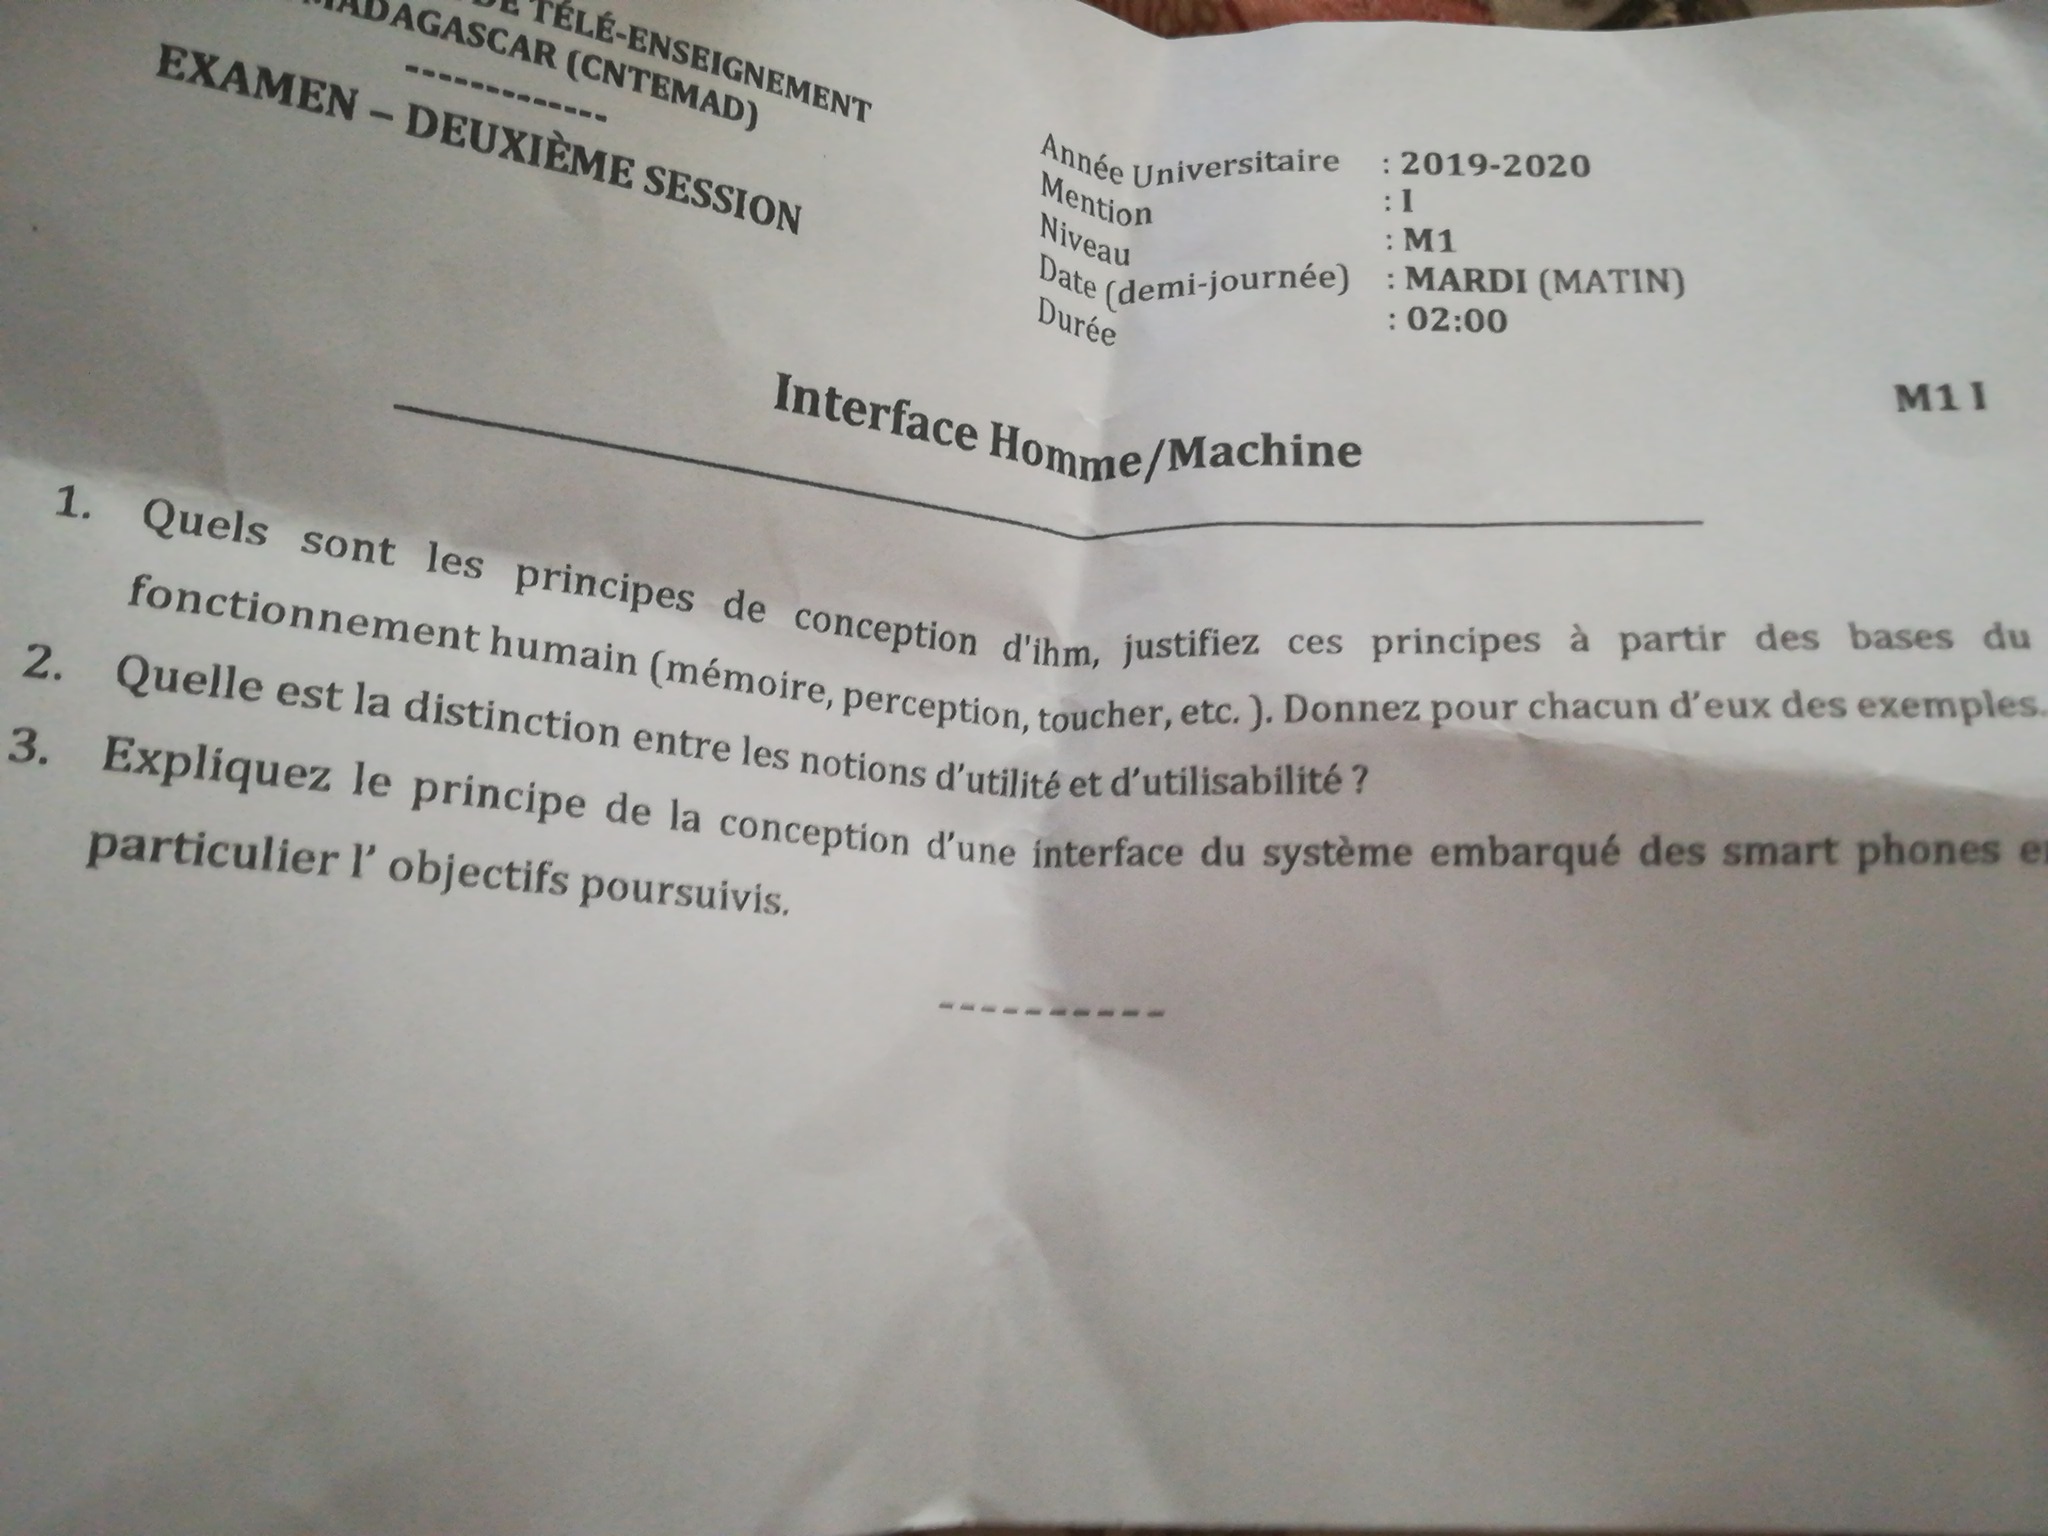 DE TÉLÉ-ENSEIGNEMENT
MADAGASCAR (CNTEMAD)
-----------
EXAMEN – DEUXIÈME SESSION
Année Universitaire : 2019-2020
Mention : I
Niveau : M1
Date (demi-journée) : MARDI (MATIN)
Durée : 02:00
M1 I
Interface Homme/Machine
1. Quels sont les principes de conception d'ihm, justifiez ces principes à partir des bases du
fonctionnement humain (mémoire, perception, toucher, etc. ). Donnez pour chacun d'eux des exemples.
2. Quelle est la distinction entre les notions d'utilité et d'utilisabilité ?
3. Expliquez le principe de la conception d'une interface du système embarqué des smart phones
particulier l' objectifs poursuivis.
----------